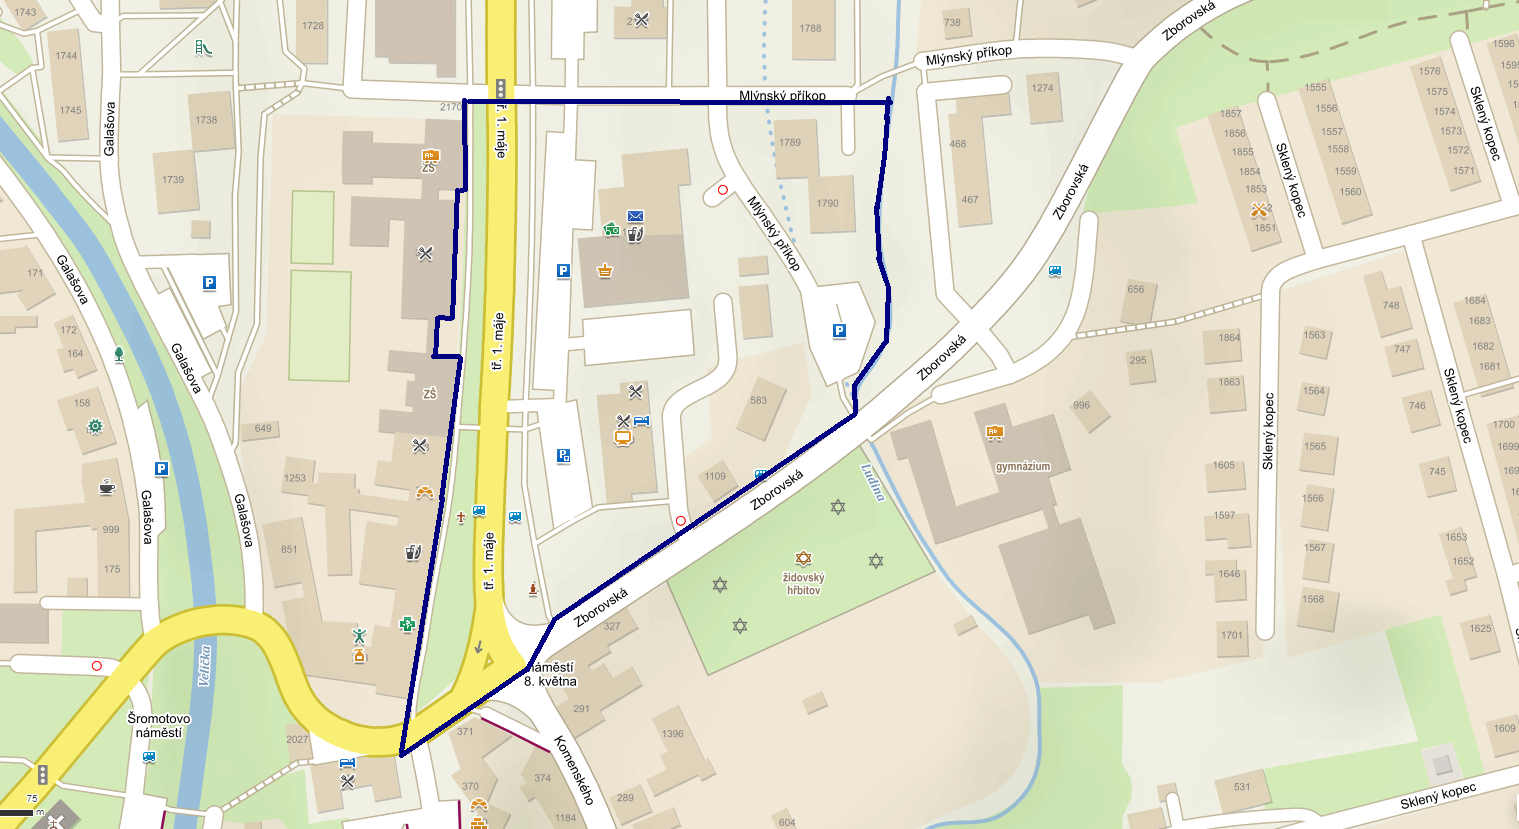 1743
1728
1788
738
Zborovská
1596
1744
Mlýnský příkop
1576
1575
1574
1573
1572
1571
1595
1745
1738
Galašova
2170
Mlýnský příkop
tř. 1. máje
1274
1555
1556
1557
1558
1559
1560
Sklený kopec
1857
1856
1855
1854
1853
1851
Sklený kopec
1739
ZŠ
1789
1790
468
467
Zborovská
Mlýnský příkop
171
Galašova
172
164
Galašova
tř. 1. máje
656
748
1684
1683
1682
1681
1563
1864
747
295
1863
1564
746
Sklený kopec
Sklený kopec
Zborovská
158
ZŠ
583
996
1700
1699
649
1565
gymnázium
1605
745
1253
1109
Ludina
Zborovská
Galašova
Galašova
999
1566
1597
851
tř. 1. máje
175
židovský
hřbitov
1567
1653
1652
1646
1568
327
Zborovská
1625
1701
Velička
náměstí
8. května
291
Šromotovo
náměstí
2027
371
1396
1609
Komenského
374
370
289
1184
604
531
Sklený kopec
75
m